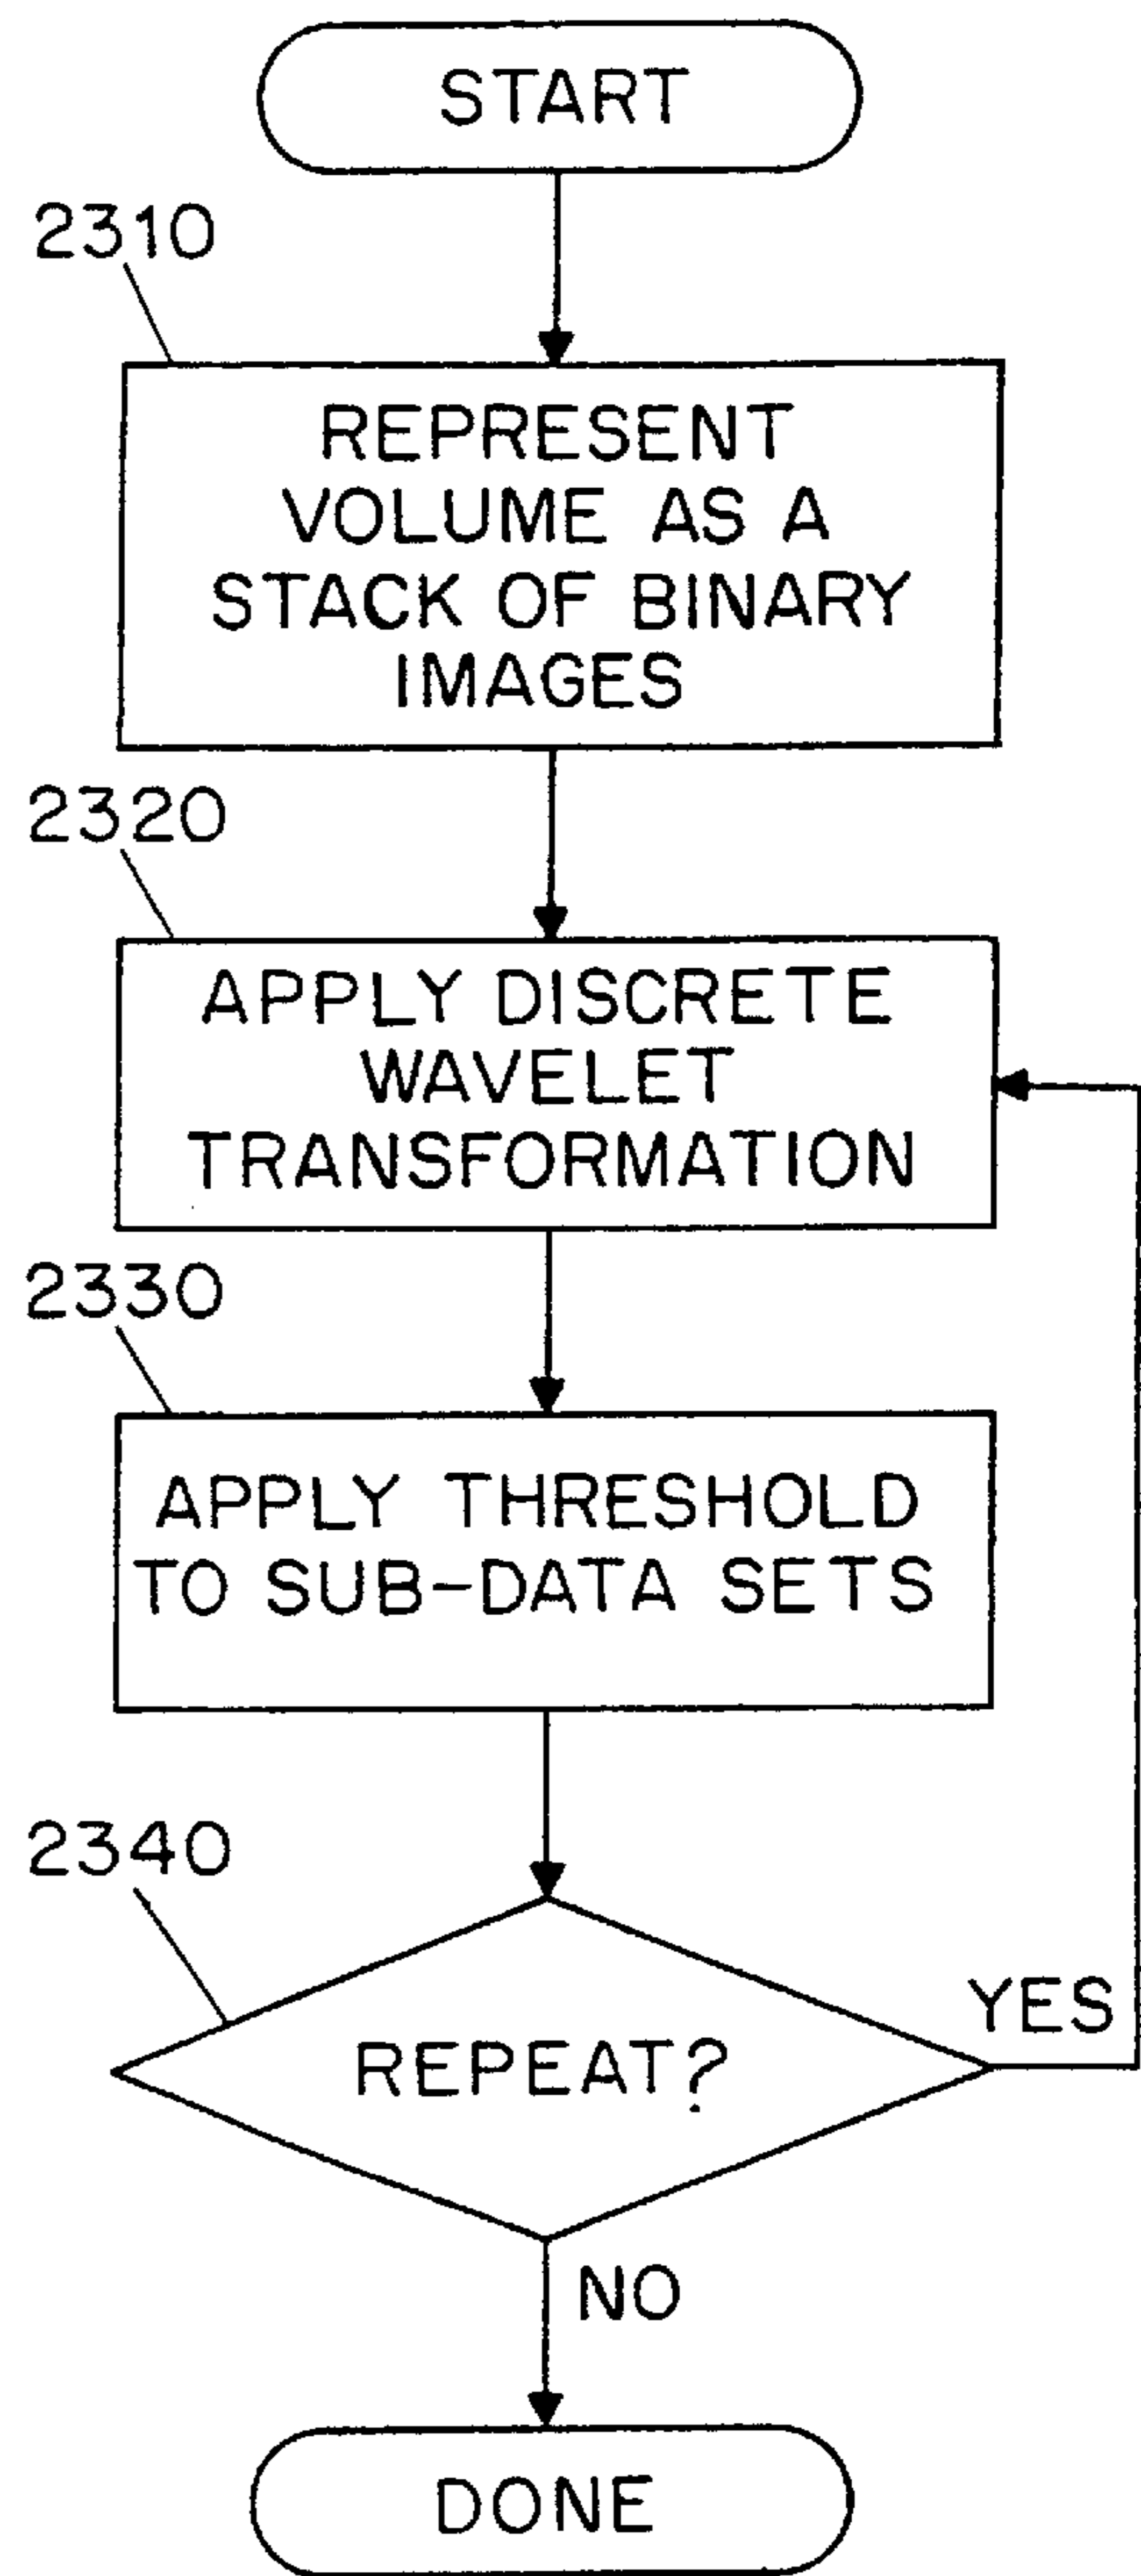 START
2310
REPRESENT
VOLUME AS A
STACK OF BINARY
IMAGES
2320
APPLY DISCRETE
WAVELET
TRANSFORMATION
2330
APPLY THRESHOLD
TO SUB-DATA SETS
2340
REPEAT?
YES
NO
DONE